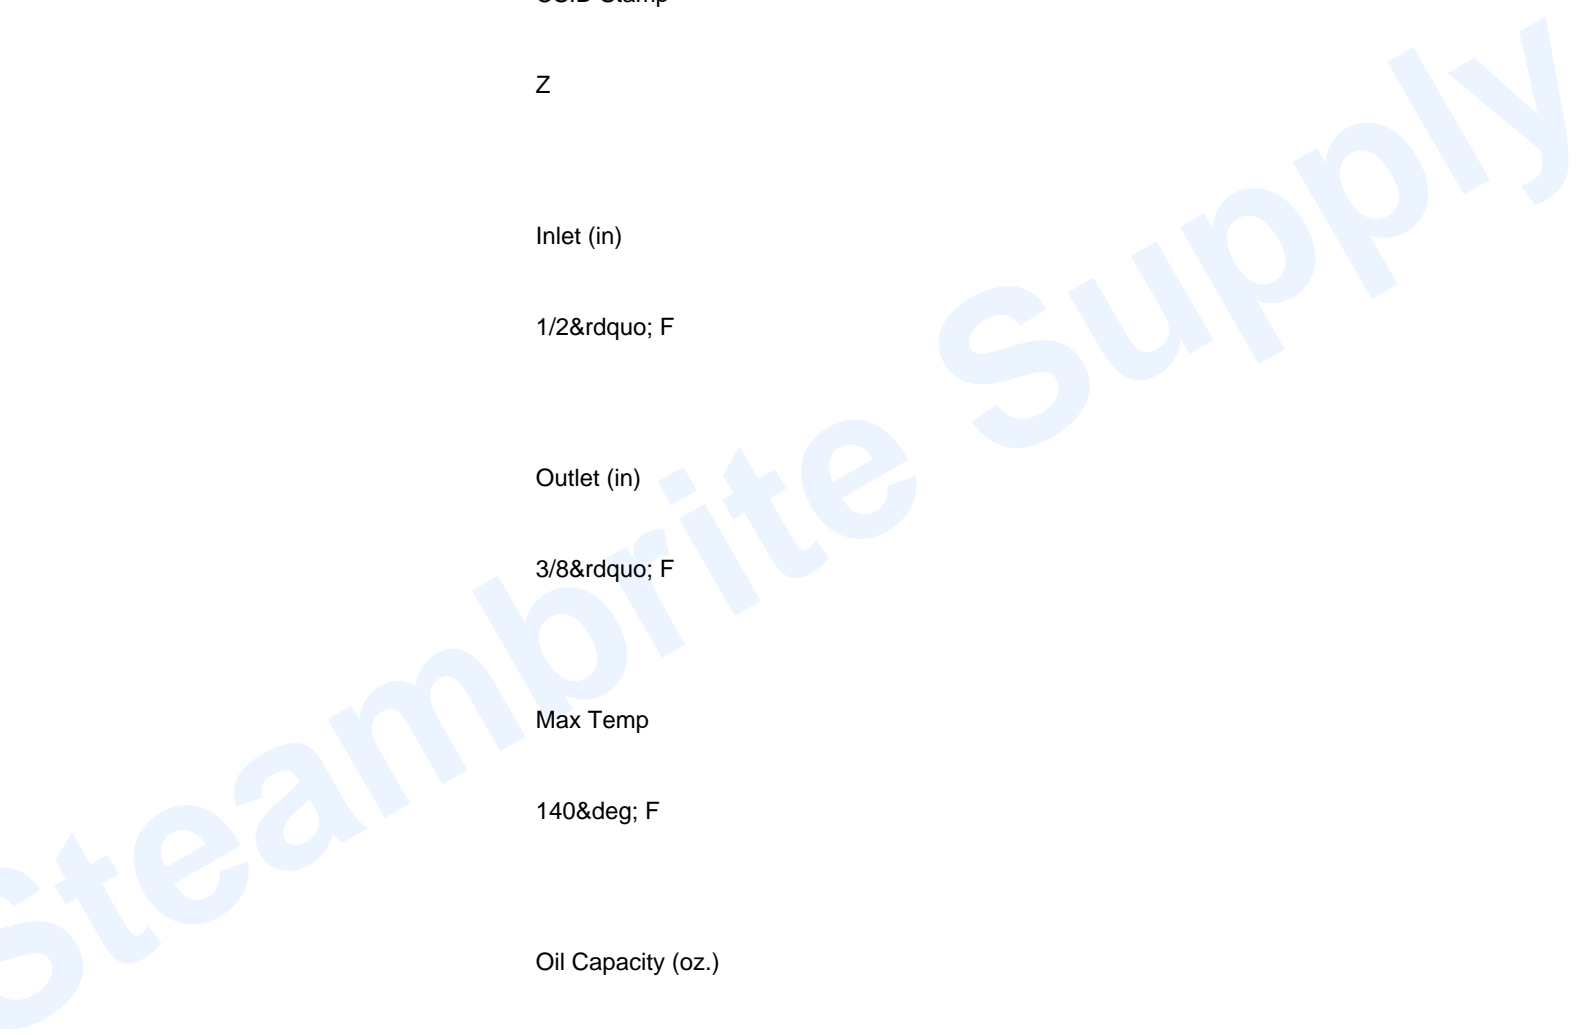 Stamp
Z
Inlet (in)
1/2&rdquo; F
Outlet (in)
3/8&rdquo; F
Max Temp
140&deg; F
Oil Capacity (oz.)
Steambrite Supply